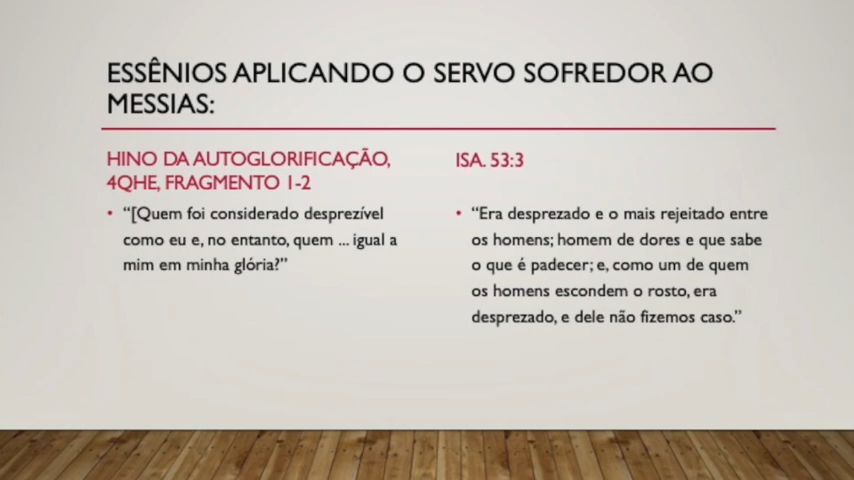 ESSÊNIOS APLICANDO O SERVO SOFREDOR AO
MESSIAS:
HINO DA AUTOGLORIFICAÇÃO,
4QHE, FRAGMENTO 1-2
• “[Quem foi considerado desprezível
como eu e, no entanto, quem ... igual a
mim em minha glória?”
ISA. 53:3
• “Era desprezado e o mais rejeitado entre
os homens; homem de dores e que sabe
o que é padecer; e, como um de quem
os homens escondem o rosto, era
desprezado, e dele não fizemos caso.”